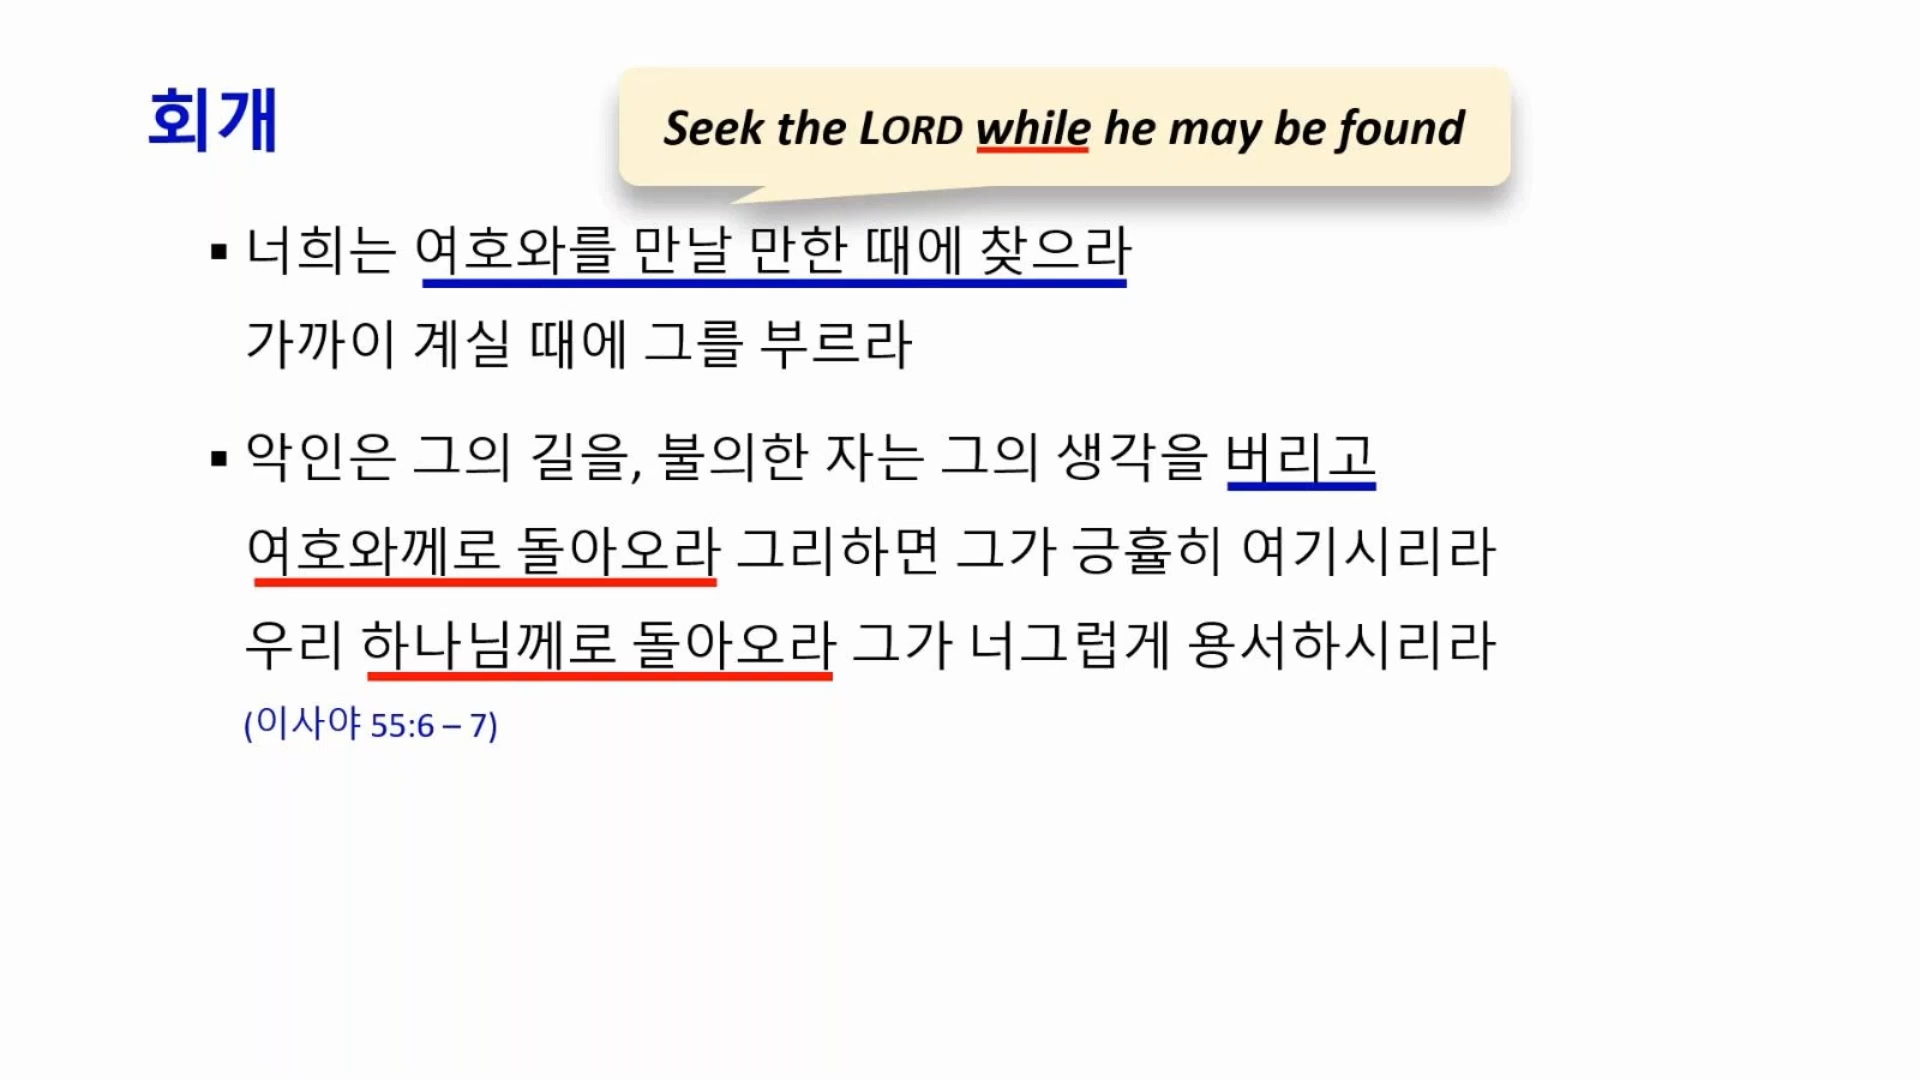 회개
Seek the LORD while he may be found
▪ 너희는 여호와를 만날 만한 때에 찾으라
가까이 계실 때에 그를 부르라
▪ 악인은 그의 길을, 불의한 자는 그의 생각을 버리고
여호와께로 돌아오라 그리하면 그가 긍휼히 여기시리라
우리 하나님께로 돌아오라 그가 너그럽게 용서하시리라
(이사야 55:6 – 7)